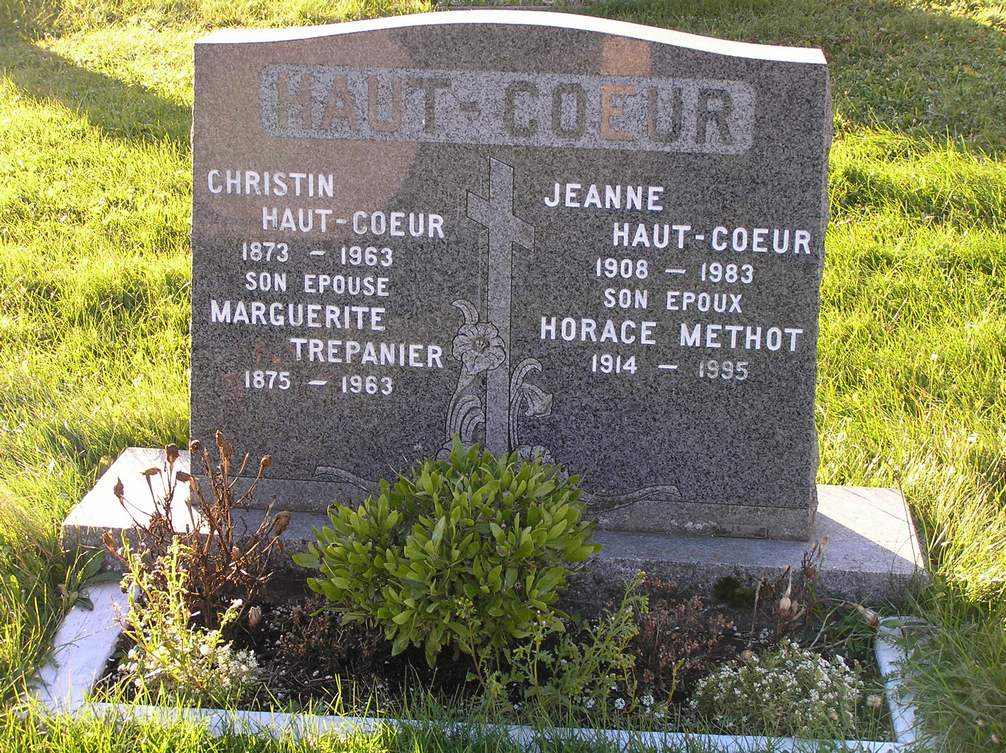 HAUT-COEUR
CHRISTIN
HAUT-COEUR
1873 – 1963
SON EPOUSE
MARGUERITE
TREPANIER
1875 – 1963
JEANNE
HAUT-COEUR
1908 – 1983
SON EPOUX
HORACE METHOT
1914 – 1995